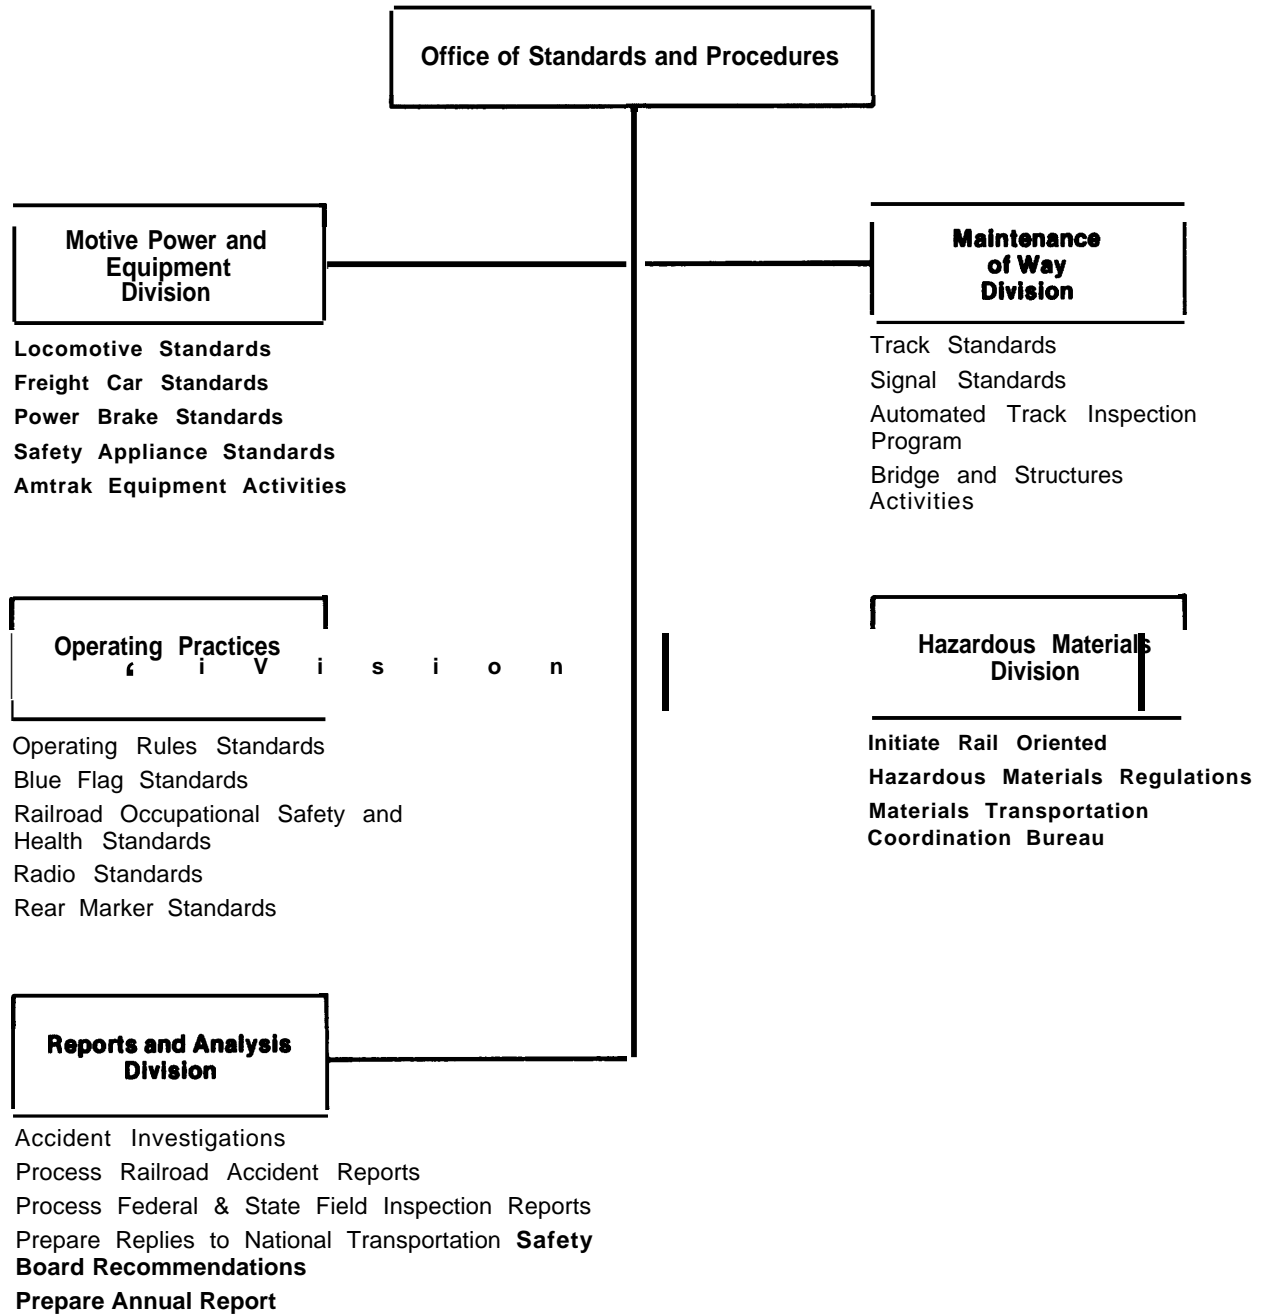 Office of Standards and Procedures
Motive Power and
Equipment
Division
Locomotive Standards
Freight Car Standards
Power Brake Standards
Safety Appliance Standards
Amtrak Equipment Activities
Maintenance
of Way
Division
Track Standards
Signal Standards
Automated Track Inspection
Program
Bridge and Structures
Activities
Operating Practices
‘ i V i s i o n
Operating Rules Standards
Blue Flag Standards
Railroad Occupational Safety and
Health Standards
Radio Standards
Rear Marker Standards
Hazardous Materials
Division
Initiate Rail Oriented
Hazardous Materials Regulations
Materials Transportation
Coordination Bureau
Reports and Analysis
Division
Accident Investigations
Process Railroad Accident Reports
Process Federal & State Field Inspection Reports
Prepare Replies to National Transportation Safety
Board Recommendations
Prepare Annual Report